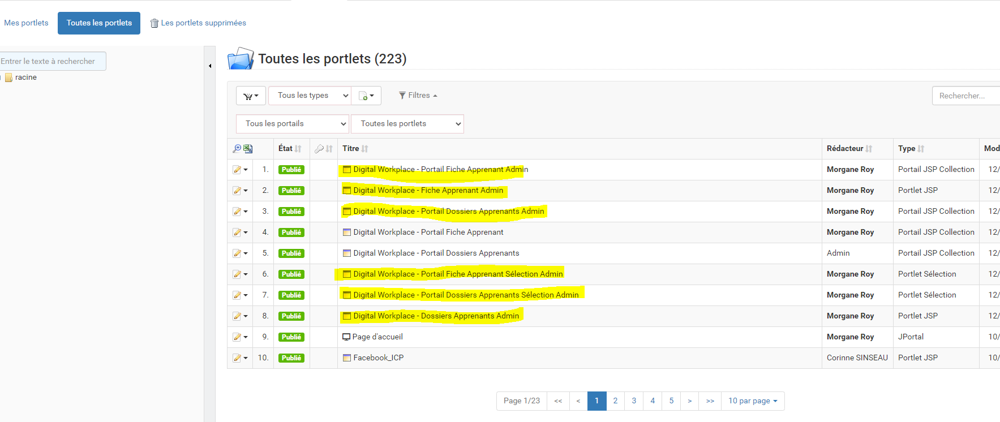 Mes portlets Toutes les portlets Les portlets supprimées
Entrer le texte à rechercher
racine
Toutes les portlets (223)
Tous les types Filtres Rechercher...
Tous les portails Toutes les portlets
État Titre Rédacteur Type Mod
1. Publié Digital Workplace - Portail Fiche Apprenant Admin Morgane Roy Portail JSP Collection 12/
2. Publié Digital Workplace - Fiche Apprenant Admin Morgane Roy Portlet JSP 12/
3. Publié Digital Workplace - Portail Dossiers Apprenants Admin Morgane Roy Portail JSP Collection 12/
4. Publié Digital Workplace - Portail Fiche Apprenant Morgane Roy Portail JSP Collection 12/
5. Publié Digital Workplace - Portail Dossiers Apprenants Admin Portail JSP Collection 12/
6. Publié Digital Workplace - Portail Fiche Apprenant Sélection Admin Morgane Roy Portlet Sélection 12/
7. Publié Digital Workplace - Portail Dossiers Apprenants Sélection Admin Morgane Roy Portlet Sélection 12/
8. Publié Digital Workplace - Dossiers Apprenants Admin Morgane Roy Portlet JSP 12/
9. Publié Page d'accueil Morgane Roy JPortal 10/
10. Publié Facebook_ICP Corinne SINSEAU Portlet JSP 10/
Page 1/23 << < 1 2 3 4 5 > >> 10 par page